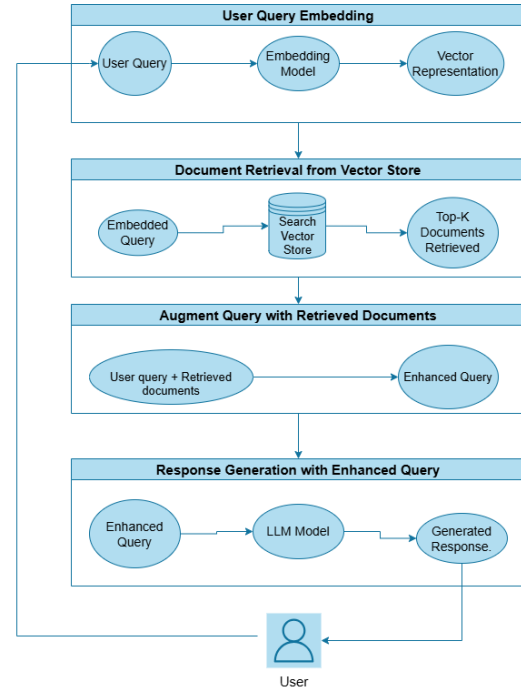 User Query Embedding
User Query
Embedding
Model
Vector
Representation
Document Retrieval from Vector Store
Embedded
Query
Search
Vector
Store
Top-K
Documents
Retrieved
Augment Query with Retrieved Documents
User query + Retrieved
documents
Enhanced Query
Response Generation with Enhanced Query
Enhanced
Query
LLM Model
Generated
Response.
User